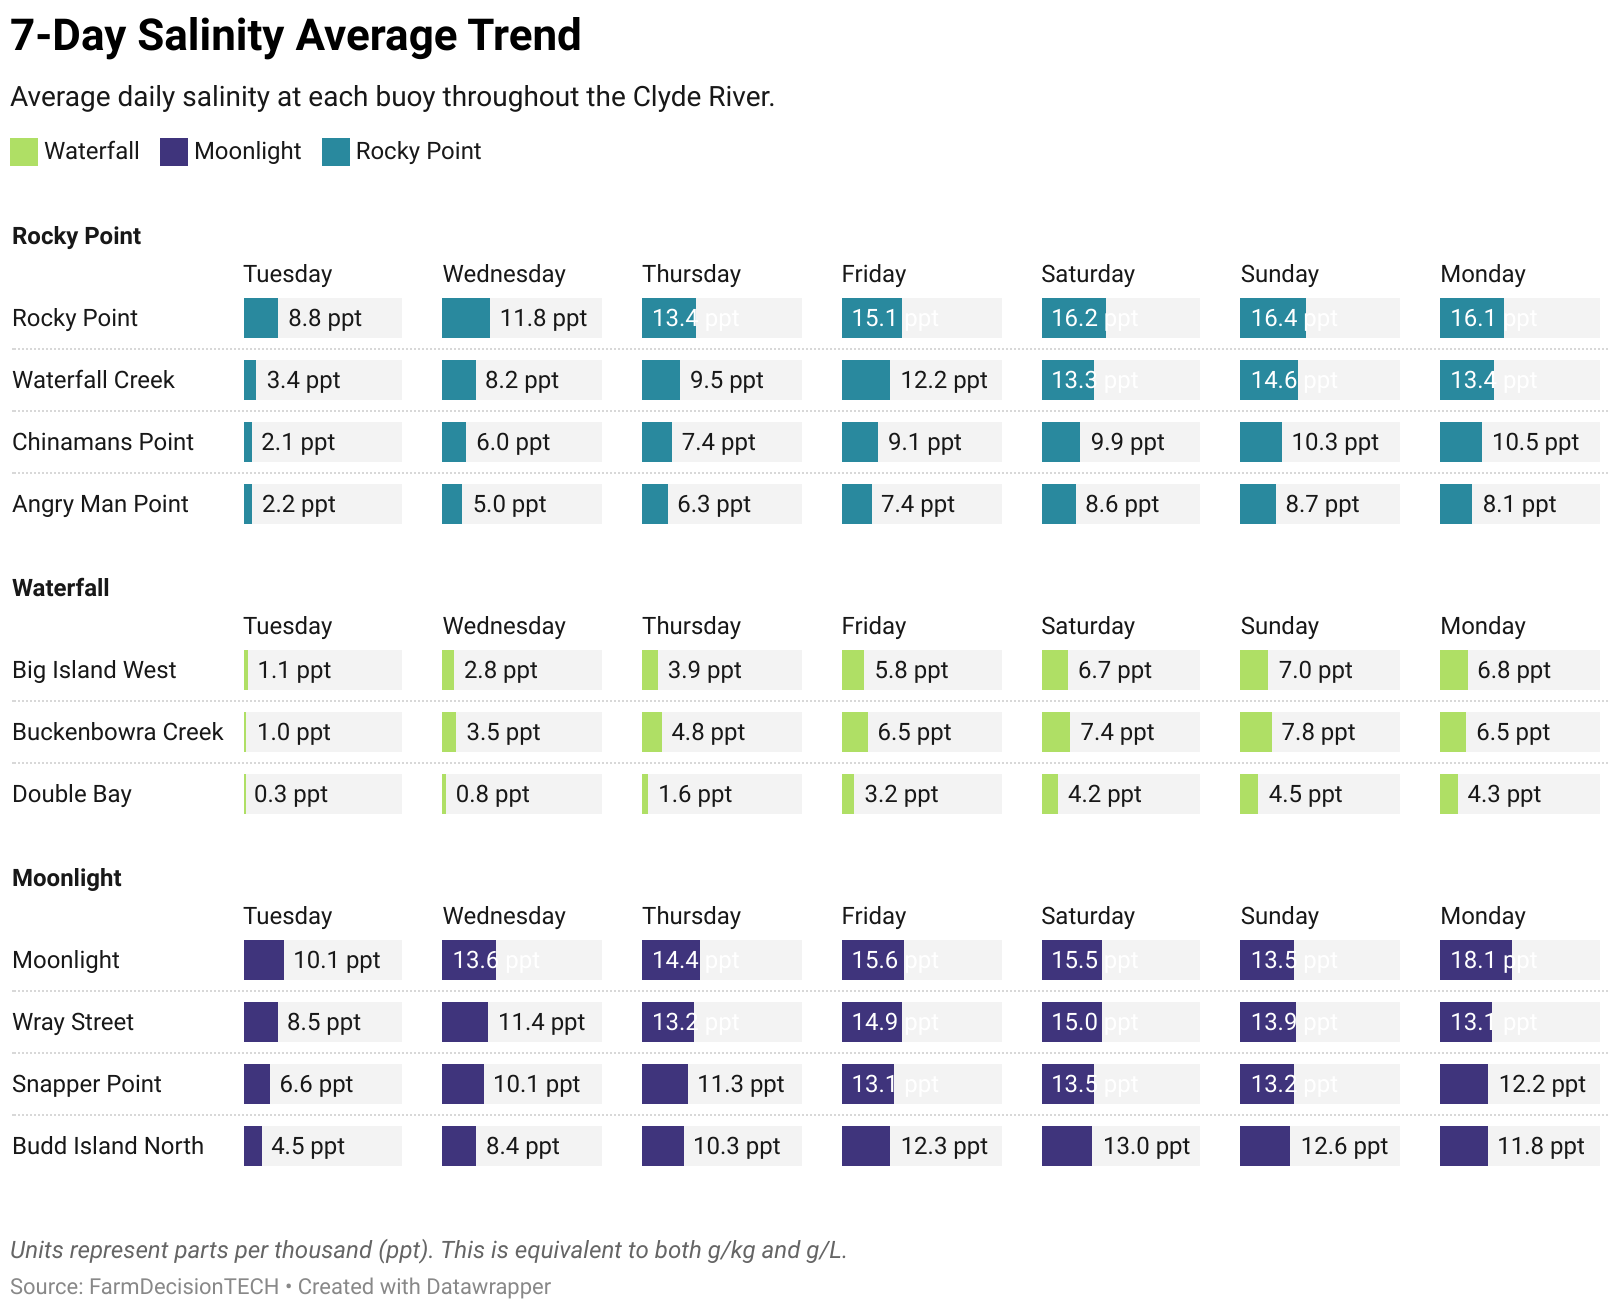 7-Day Salinity Average Trend
Average daily salinity at each buoy throughout the Clyde River.
Waterfall Moonlight Rocky Point
Rocky Point
Tuesday Wednesday Thursday Friday Saturday Sunday Monday
Rocky Point 8.8 ppt 11.8 ppt 13.4 ppt 15.1 ppt 16.2 ppt 16.4 ppt 16.1 ppt
Waterfall Creek 3.4 ppt 8.2 ppt 9.5 ppt 12.2 ppt 13.3 ppt 14.6 ppt 13.4 ppt
Chinamans Point 2.1 ppt 6.0 ppt 7.4 ppt 9.1 ppt 9.9 ppt 10.3 ppt 10.5 ppt
Angry Man Point 2.2 ppt 5.0 ppt 6.3 ppt 7.4 ppt 8.6 ppt 8.7 ppt 8.1 ppt
Waterfall
Tuesday Wednesday Thursday Friday Saturday Sunday Monday
Big Island West 1.1 ppt 2.8 ppt 3.9 ppt 5.8 ppt 6.7 ppt 7.0 ppt 6.8 ppt
Buckenbowra Creek 1.0 ppt 3.5 ppt 4.8 ppt 6.5 ppt 7.4 ppt 7.8 ppt 6.5 ppt
Double Bay 0.3 ppt 0.8 ppt 1.6 ppt 3.2 ppt 4.2 ppt 4.5 ppt 4.3 ppt
Moonlight
Tuesday Wednesday Thursday Friday Saturday Sunday Monday
Moonlight 10.1 ppt 13.6 ppt 14.4 ppt 15.6 ppt 15.5 ppt 13.5 ppt 18.1 ppt
Wray Street 8.5 ppt 11.4 ppt 13.2 ppt 14.9 ppt 15.0 ppt 13.9 ppt 13.1 ppt
Snapper Point 6.6 ppt 10.1 ppt 11.3 ppt 13.1 ppt 13.5 ppt 13.2 ppt 12.2 ppt
Budd Island North 4.5 ppt 8.4 ppt 10.3 ppt 12.3 ppt 13.0 ppt 12.6 ppt 11.8 ppt
Units represent parts per thousand (ppt). This is equivalent to both g/kg and g/L.
Source: FarmDecisionTECH • Created with Datawrapper